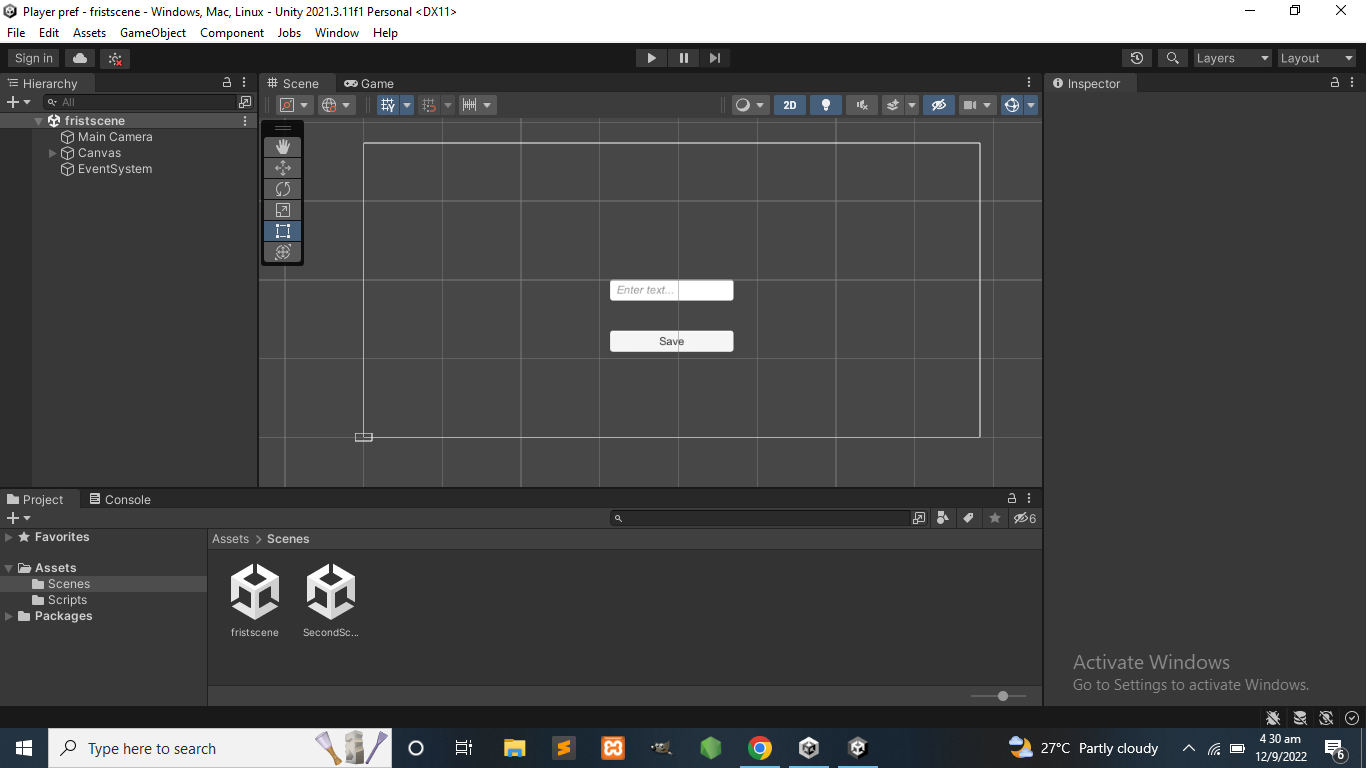 Player pref - fristscene - Windows, Mac, Linux - Unity 2021.3.11f1 Personal <DX11>
File Edit Assets GameObject Component Jobs Window Help
Sign in Layers Layout
Hierarchy Scene Game Inspector
All 2D
fristscene
Main Camera
Canvas
EventSystem
Enter text...
Save
Project Console
6
Favorites
Assets > Scenes
Assets
Scenes
Scripts
Packages
fristscene SecondSc...
Activate Windows
Go to Settings to activate Windows.
Type here to search 27°C Partly cloudy 4:30 am
12/9/2022 6